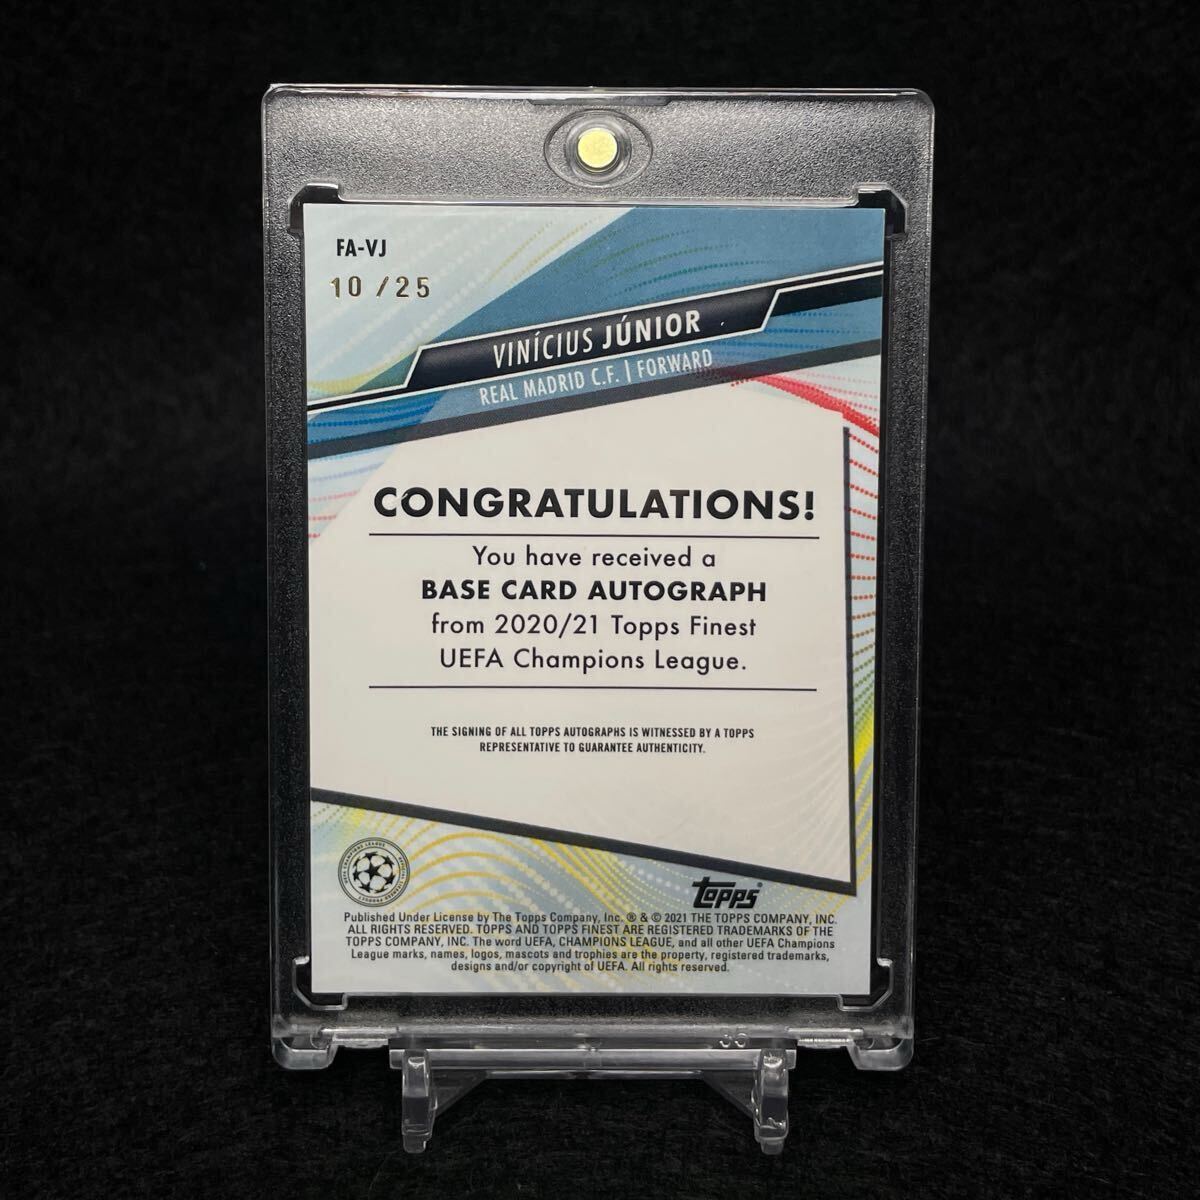 FA-VJ
10 /25
VINÍCIUS JÚNIOR
REAL MADRID C.F. | FORWARD
CONGRATULATIONS!
You have received a
BASE CARD AUTOGRAPH
from 2020/21 Topps Finest
UEFA Champions League.
THE SIGNING OF ALL TOPPS AUTOGRAPHS IS WITNESSED BY A TOPPS
REPRESENTATIVE TO GUARANTEE AUTHENTICITY.
topps
Published Under License by The Topps Company, Inc. ® & © 2021 THE TOPPS COMPANY, INC.
ALL RIGHTS RESERVED. TOPPS AND TOPPS FINEST ARE REGISTERED TRADEMARKS OF THE
TOPPS COMPANY, INC. The word UEFA, CHAMPIONS LEAGUE, and all other UEFA Champions
League marks, names, logos, mascots and trophies are the property, registered trademarks,
designs and/or copyright of UEFA. All rights reserved.